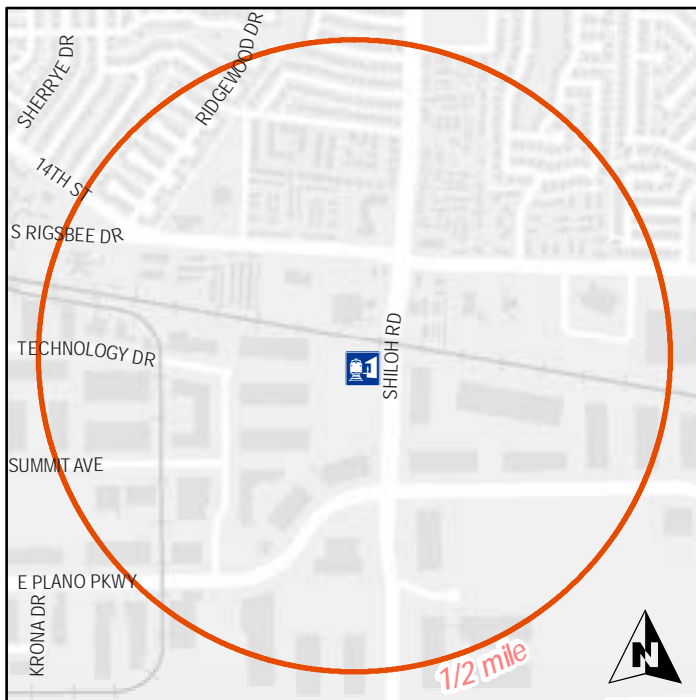 SHERRYE DR
RIDGEWOOD DR
14TH ST
S RIGSBEE DR
SHILOH RD
TECHNOLOGY DR
SUMMIT AVE
E PLANO PKWY
KRONA DR
1/2 mile
N